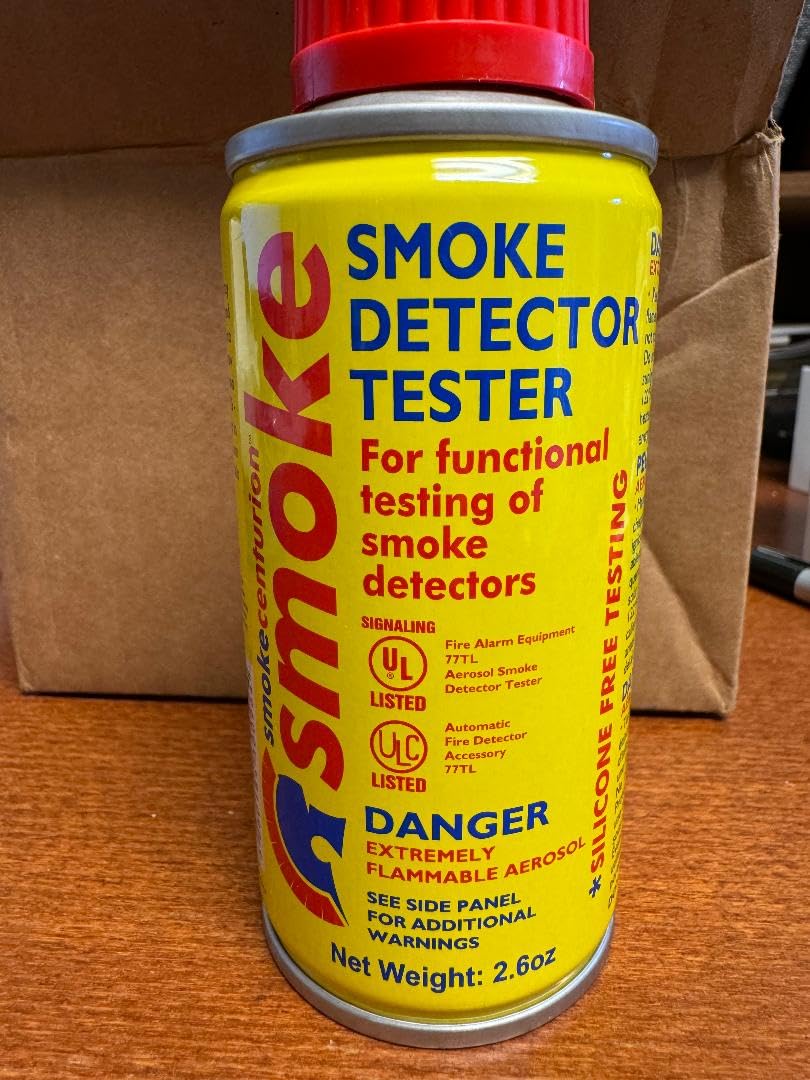 smoke
smokecenturion™
SMOKE
DETECTOR
TESTER
For functional
testing of
smoke
detectors
SIGNALING
UL
®
LISTED
Fire Alarm Equipment
77TL
Aerosol Smoke
Detector Tester
ULC
LISTED
Automatic
Fire Detector
Accessory
77TL
DANGER
EXTREMELY
FLAMMABLE AEROSOL
SEE SIDE PANEL
FOR ADDITIONAL
WARNINGS
Net Weight: 2.6oz
*SILICONE FREE TESTING